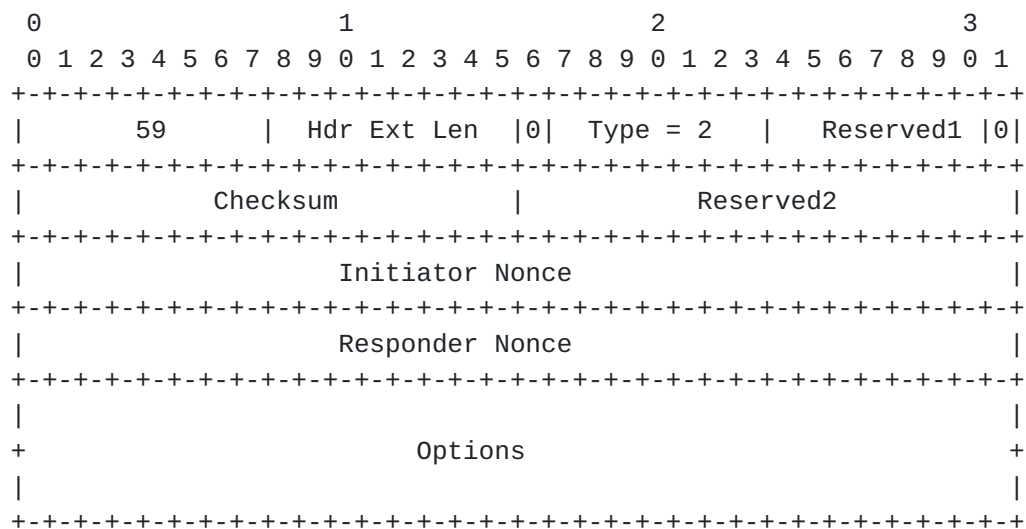 0                   1                   2                   3
 0 1 2 3 4 5 6 7 8 9 0 1 2 3 4 5 6 7 8 9 0 1 2 3 4 5 6 7 8 9 0 1
+-+-+-+-+-+-+-+-+-+-+-+-+-+-+-+-+-+-+-+-+-+-+-+-+-+-+-+-+-+-+-+-+
|       59      |  Hdr Ext Len  |0|  Type = 2   |   Reserved1 |0|
+-+-+-+-+-+-+-+-+-+-+-+-+-+-+-+-+-+-+-+-+-+-+-+-+-+-+-+-+-+-+-+-+
|            Checksum           |           Reserved2           |
+-+-+-+-+-+-+-+-+-+-+-+-+-+-+-+-+-+-+-+-+-+-+-+-+-+-+-+-+-+-+-+-+
|                    Initiator Nonce                            |
+-+-+-+-+-+-+-+-+-+-+-+-+-+-+-+-+-+-+-+-+-+-+-+-+-+-+-+-+-+-+-+-+
|                    Responder Nonce                            |
+-+-+-+-+-+-+-+-+-+-+-+-+-+-+-+-+-+-+-+-+-+-+-+-+-+-+-+-+-+-+-+-+
|                                                               |
+                         Options                               +
|                                                               |
+-+-+-+-+-+-+-+-+-+-+-+-+-+-+-+-+-+-+-+-+-+-+-+-+-+-+-+-+-+-+-+-+